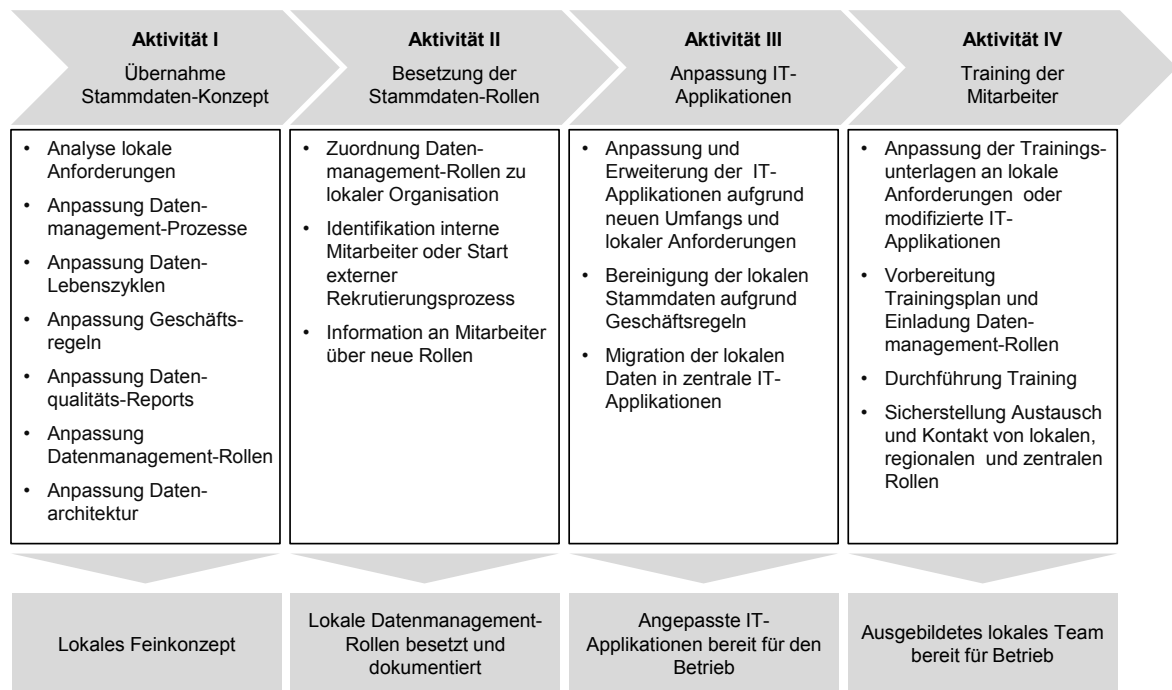 Aktivität I
Übernahme
Stammdaten-Konzept
Aktivität II
Besetzung der
Stammdaten-Rollen
Aktivität III
Anpassung IT-
Applikationen
Aktivität IV
Training der
Mitarbeiter
• Analyse lokale
Anforderungen
• Anpassung Daten-
management-Prozesse
• Anpassung Daten-
Lebenszyklen
• Anpassung Geschäfts-
regeln
• Anpassung Daten-
qualitäts-Reports
• Anpassung
Datenmanagement-Rollen
• Anpassung Daten-
architektur
• Zuordnung Daten-
management-Rollen zu
lokaler Organisation
• Identifikation interne
Mitarbeiter oder Start
externer
Rekrutierungsprozess
• Information an Mitarbeiter
über neue Rollen
• Anpassung und
Erweiterung der IT-
Applikationen aufgrund
neuen Umfangs und
lokaler Anforderungen
• Bereinigung der lokalen
Stammdaten aufgrund
Geschäftsregeln
• Migration der lokalen
Daten in zentrale IT-
Applikationen
• Anpassung der Trainings-
unterlagen an lokale
Anforderungen oder
modifizierte IT-
Applikationen
• Vorbereitung
Trainingsplan und
Einladung Daten-
management-Rollen
• Durchführung Training
• Sicherstellung Austausch
und Kontakt von lokalen,
regionalen und zentralen
Rollen
Lokales Feinkonzept
Lokale Datenmanagement-
Rollen besetzt und
dokumentiert
Angepasste IT-
Applikationen bereit für den
Betrieb
Ausgebildetes lokales Team
bereit für Betrieb